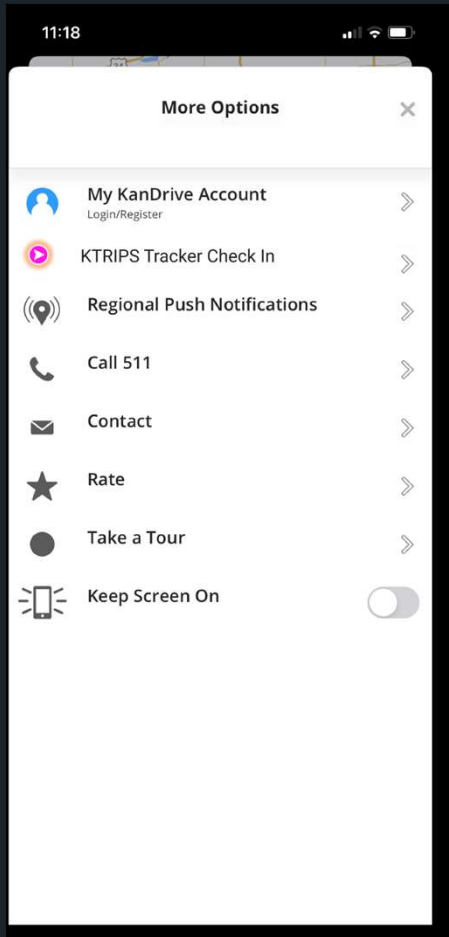 11:18
24
More Options
My KanDrive Account
Login/Register
KTRIPS Tracker Check In
Regional Push Notifications
Call 511
Contact
Rate
Take a Tour
Keep Screen On